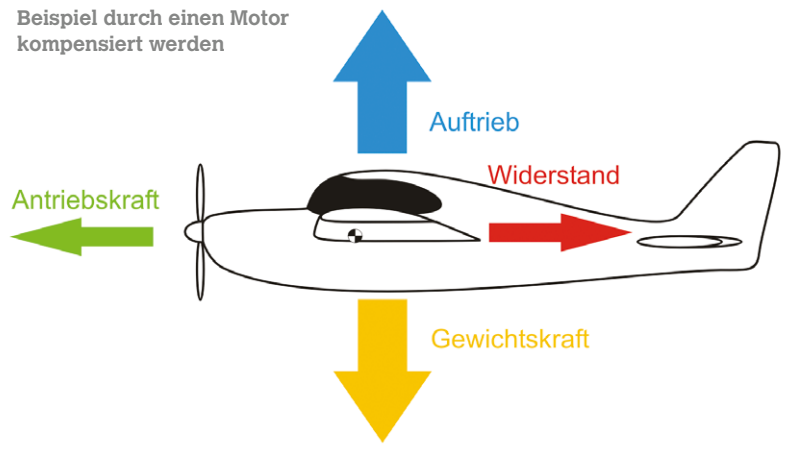 Beispiel durch einen Motor
kompensiert werden
Auftrieb
Widerstand
Antriebskraft
Gewichtskraft